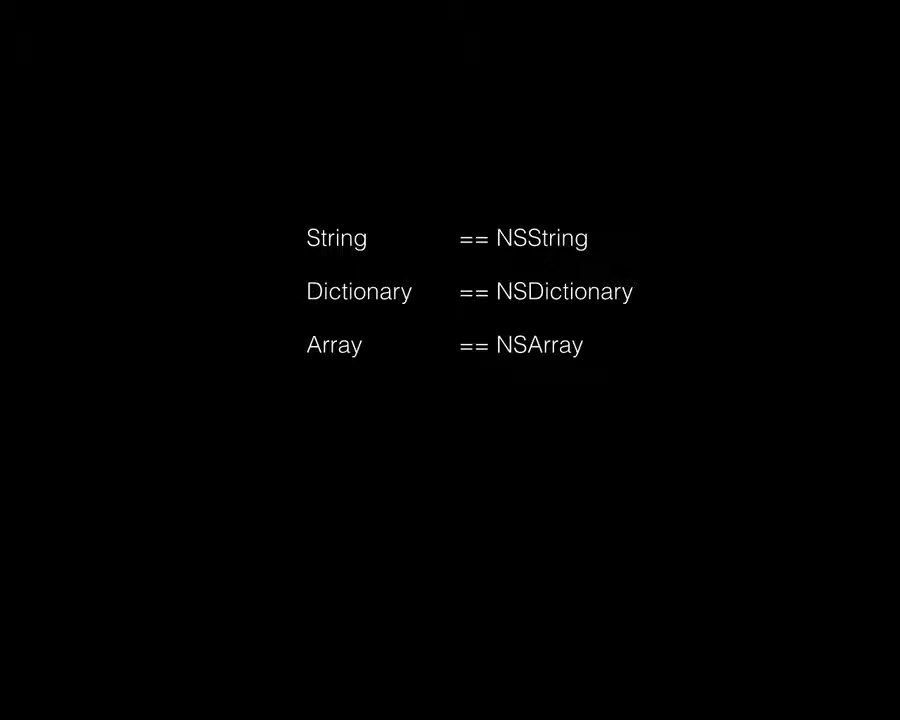 String == NSString
Dictionary == NSDictionary
Array == NSArray